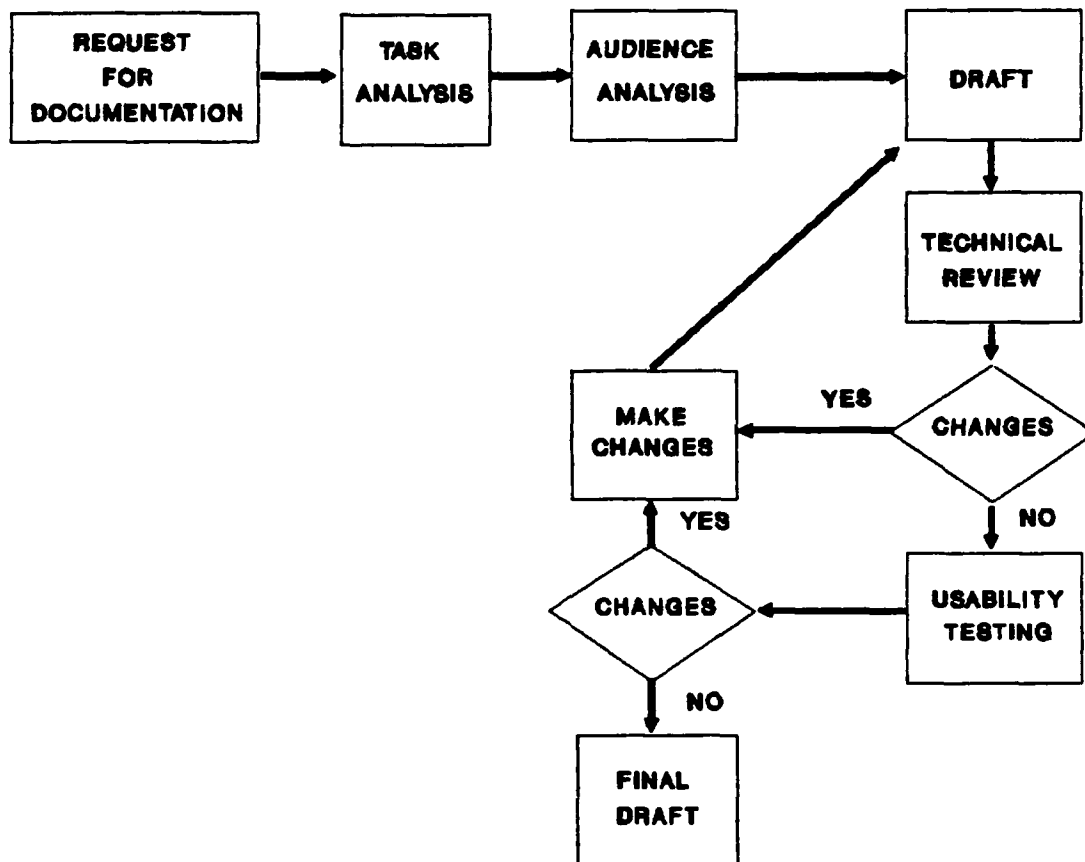 REQUEST
FOR
DOCUMENTATION
TASK
ANALYSIS
AUDIENCE
ANALYSIS
DRAFT
TECHNICAL
REVIEW
CHANGES
YES
MAKE
CHANGES
NO
USABILITY
TESTING
CHANGES
YES
NO
FINAL
DRAFT